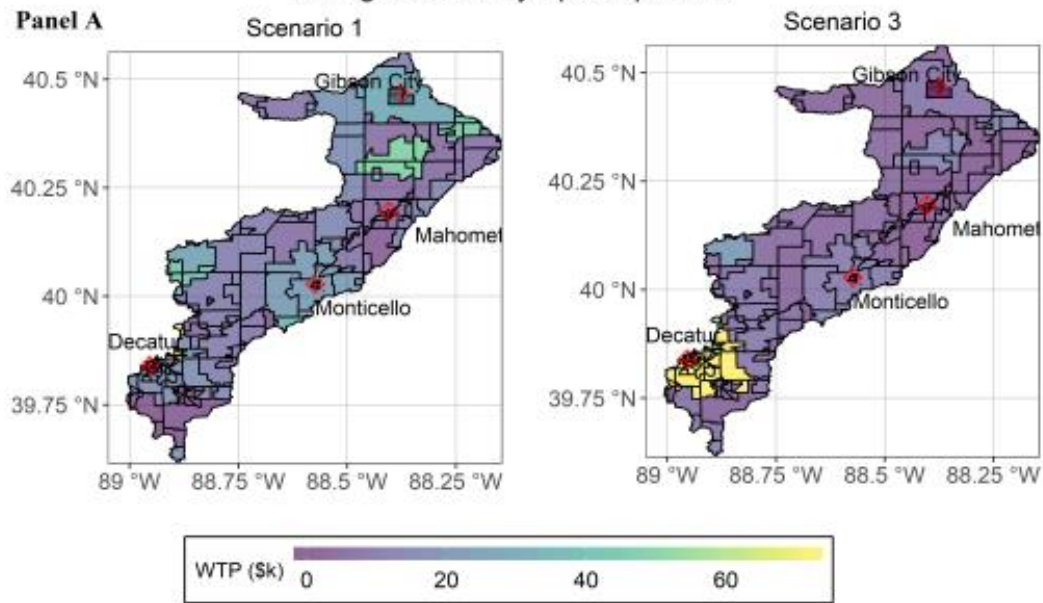 Panel A
Scenario 1
Scenario 3
40.5 °N
40.25 °N
40 °N
39.75 °N
Gibson City
Mahomet
Monticello
Decatur
89 °W 88.75 °W 88.5 °W 88.25 °W
40.5 °N
40.25 °N
40 °N
39.75 °N
Gibson City
Mahomet
Monticello
Decatur
89 °W 88.75 °W 88.5 °W 88.25 °W
WTP ($k)
0 20 40 60